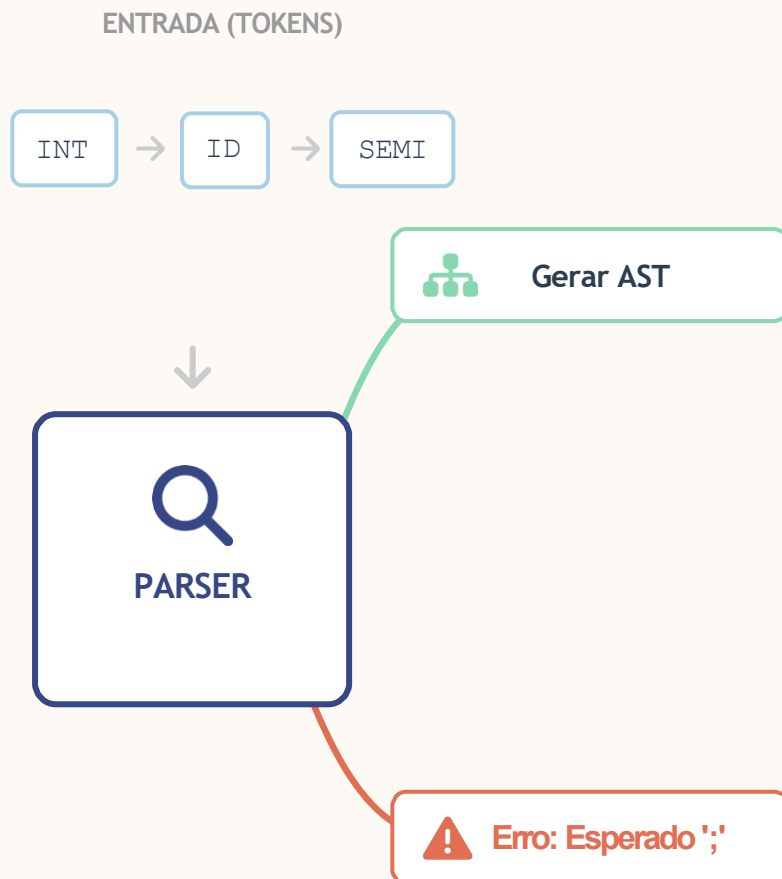 ENTRADA (TOKENS)
INT ID SEMI
Gerar AST
PARSER
Erro: Esperado ';'